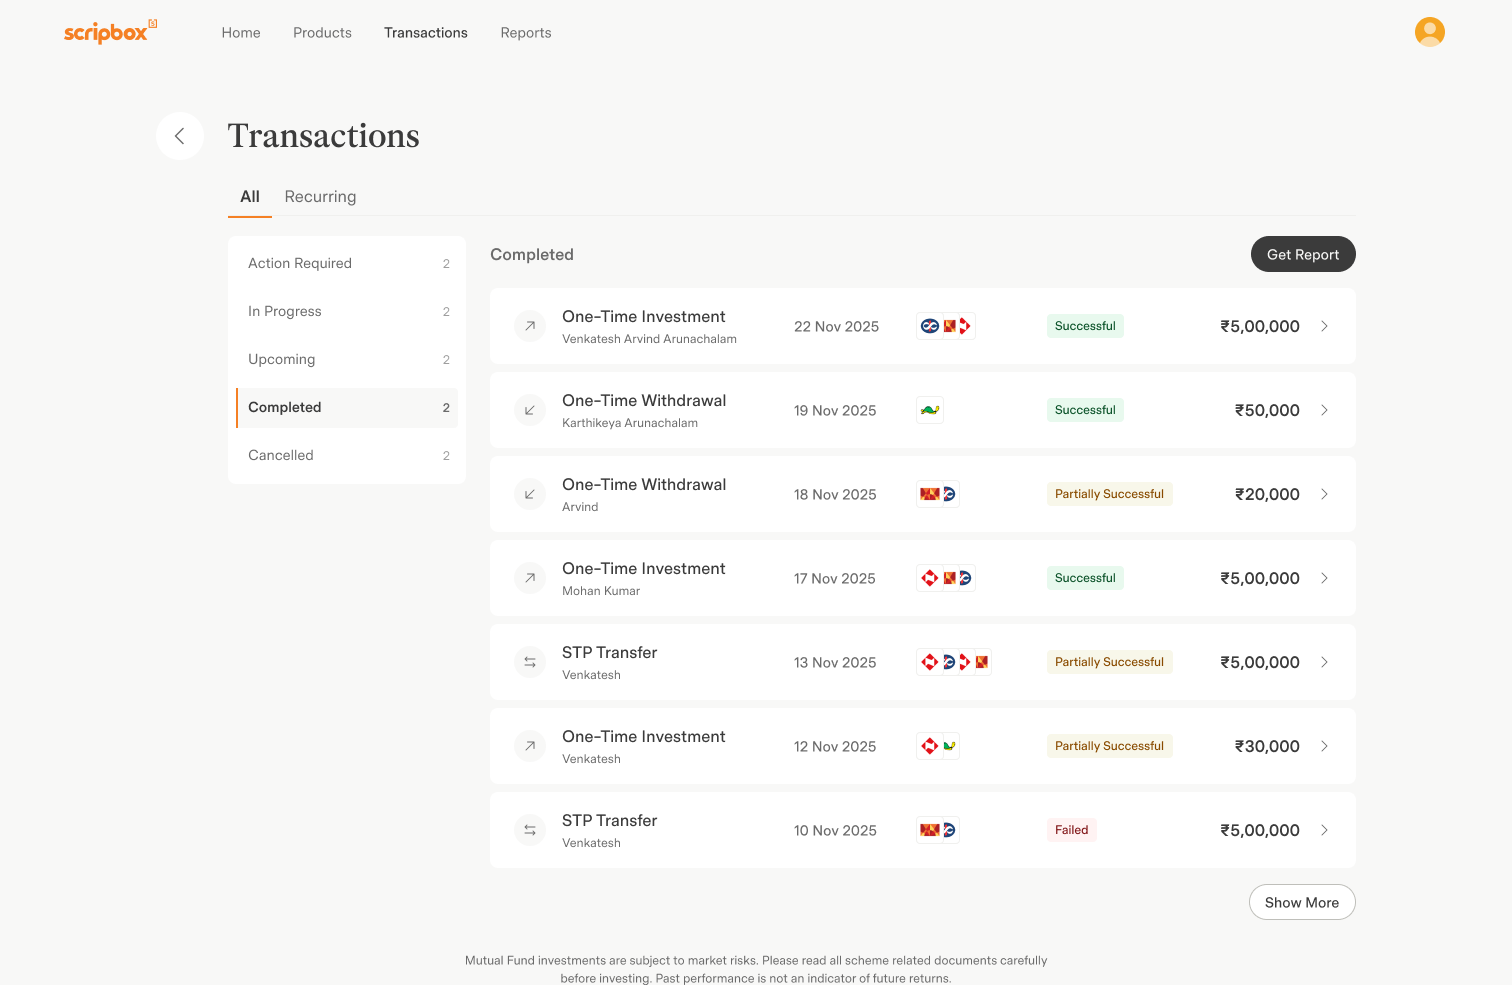 scripbox
Home
Products
Transactions
Reports
Transactions
All
Recurring
Action Required 2
In Progress 2
Upcoming 2
Completed 2
Cancelled 2
Completed
Get Report
One-Time Investment
Venkatesh Arvind Arunachalam
22 Nov 2025
Successful
₹5,00,000
One-Time Withdrawal
Karthikeya Arunachalam
19 Nov 2025
Successful
₹50,000
One-Time Withdrawal
Arvind
18 Nov 2025
Partially Successful
₹20,000
One-Time Investment
Mohan Kumar
17 Nov 2025
Successful
₹5,00,000
STP Transfer
Venkatesh
13 Nov 2025
Partially Successful
₹5,00,000
One-Time Investment
Venkatesh
12 Nov 2025
Partially Successful
₹30,000
STP Transfer
Venkatesh
10 Nov 2025
Failed
₹5,00,000
Show More
Mutual Fund investments are subject to market risks. Please read all scheme related documents carefully
before investing. Past performance is not an indicator of future returns.